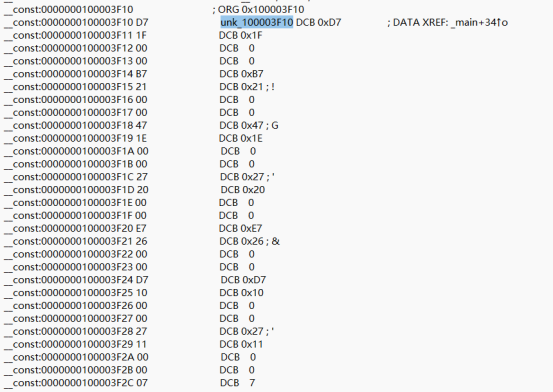 __const:0000000100003F10 ; ORG 0x100003F10
__const:0000000100003F10 D7 unk_100003F10 DCB 0xD7 ; DATA XREF: _main+34↑o
__const:0000000100003F11 1F DCB 0x1F
__const:0000000100003F12 00 DCB 0
__const:0000000100003F13 00 DCB 0
__const:0000000100003F14 B7 DCB 0xB7
__const:0000000100003F15 21 DCB 0x21 ; !
__const:0000000100003F16 00 DCB 0
__const:0000000100003F17 00 DCB 0
__const:0000000100003F18 47 DCB 0x47 ; G
__const:0000000100003F19 1E DCB 0x1E
__const:0000000100003F1A 00 DCB 0
__const:0000000100003F1B 00 DCB 0
__const:0000000100003F1C 27 DCB 0x27 ; '
__const:0000000100003F1D 20 DCB 0x20
__const:0000000100003F1E 00 DCB 0
__const:0000000100003F1F 00 DCB 0
__const:0000000100003F20 E7 DCB 0xE7
__const:0000000100003F21 26 DCB 0x26 ; &
__const:0000000100003F22 00 DCB 0
__const:0000000100003F23 00 DCB 0
__const:0000000100003F24 D7 DCB 0xD7
__const:0000000100003F25 10 DCB 0x10
__const:0000000100003F26 00 DCB 0
__const:0000000100003F27 00 DCB 0
__const:0000000100003F28 27 DCB 0x27 ; '
__const:0000000100003F29 11 DCB 0x11
__const:0000000100003F2A 00 DCB 0
__const:0000000100003F2B 00 DCB 0
__const:0000000100003F2C 07 DCB 7